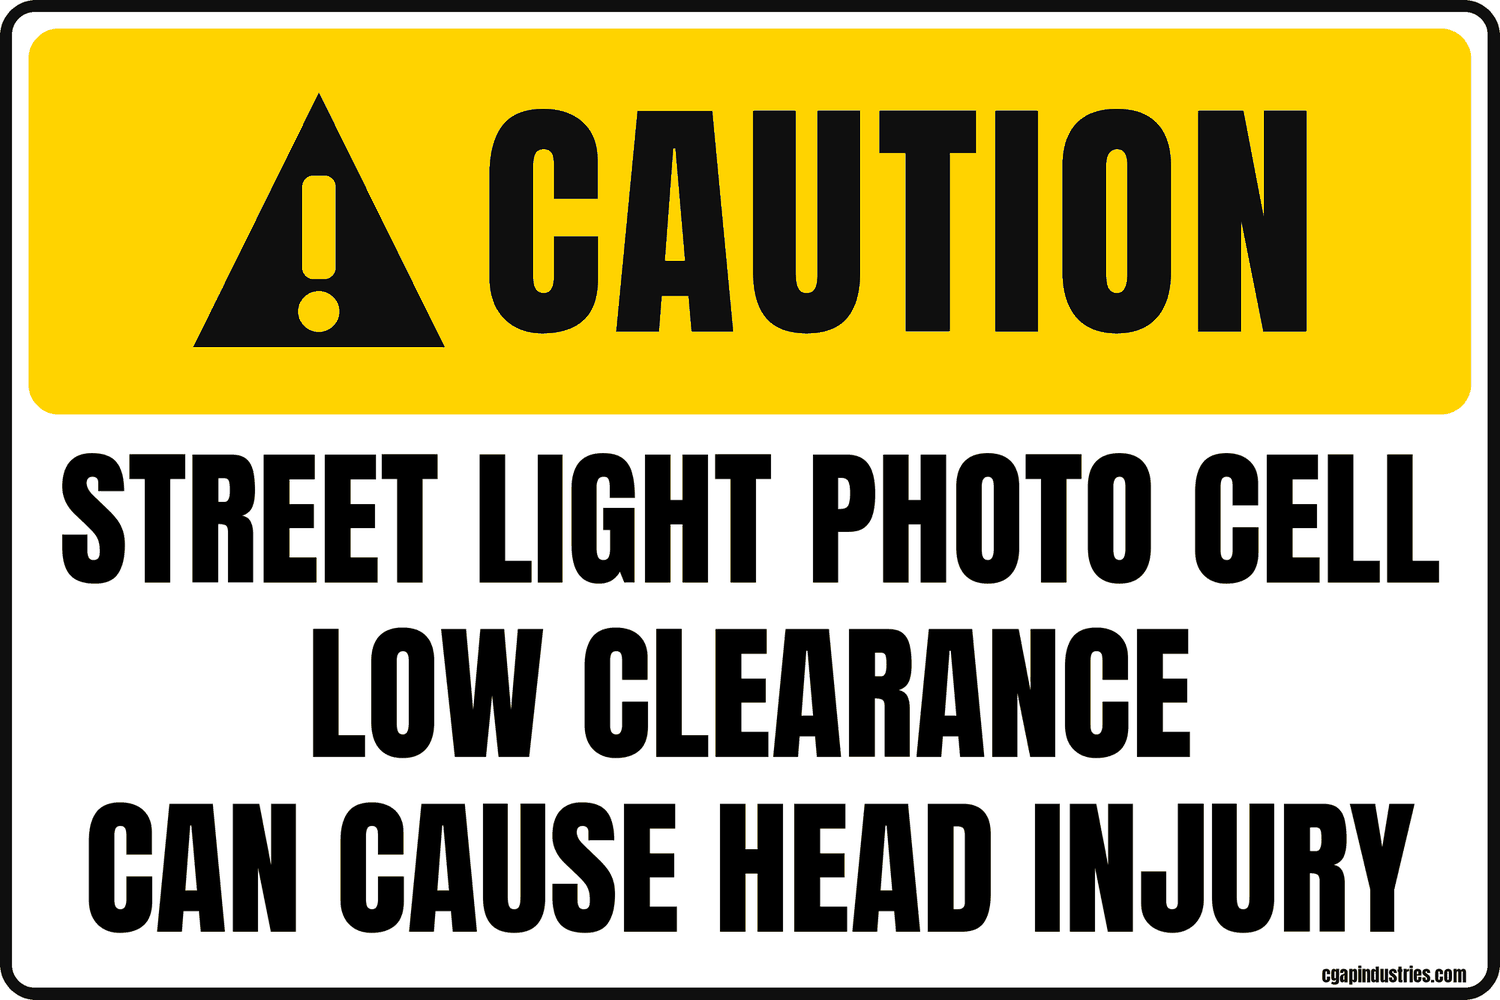 CAUTION
STREET LIGHT PHOTO CELL
LOW CLEARANCE
CAN CAUSE HEAD INJURY
cgapindustries.com